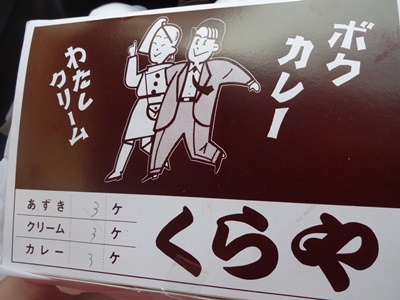 ボク
カレー
わたし
クリーム
あずき 3 ケ
クリーム 3 ケ
カレー 3 ケ
くらや